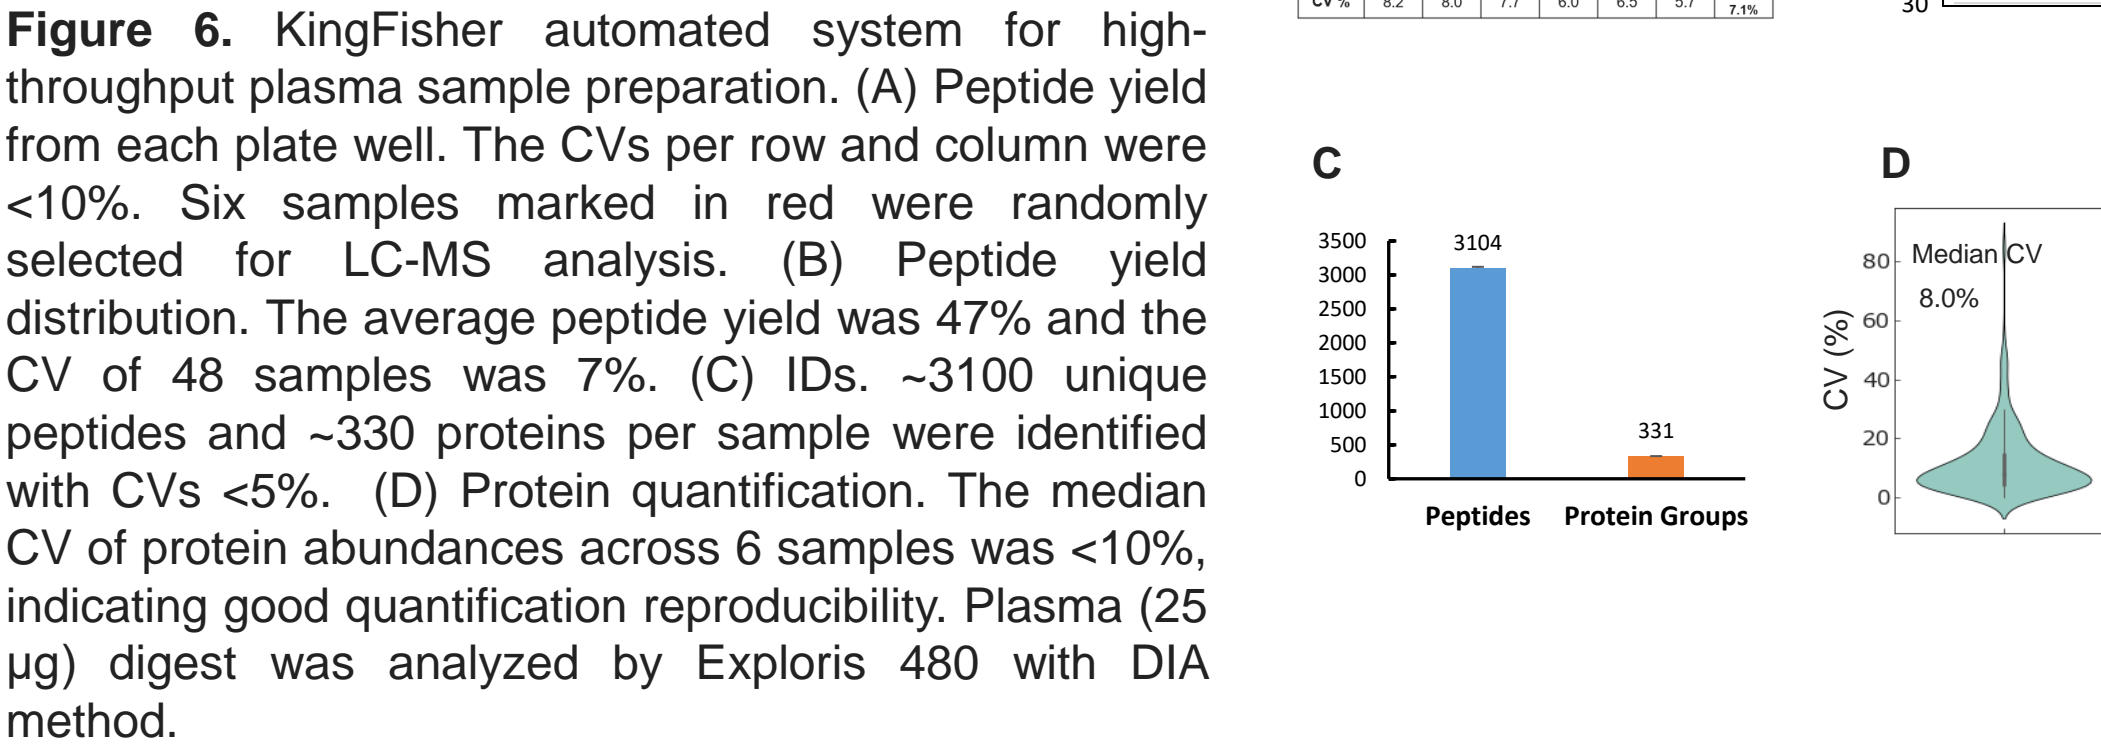 Figure 6. KingFisher automated system for high-
throughput plasma sample preparation. (A) Peptide yield
from each plate well. The CVs per row and column were
<10%. Six samples marked in red were randomly
selected for LC-MS analysis. (B) Peptide yield
distribution. The average peptide yield was 47% and the
CV of 48 samples was 7%. (C) IDs. ~3100 unique
peptides and ~330 proteins per sample were identified
with CVs <5%. (D) Protein quantification. The median
CV of protein abundances across 6 samples was <10%,
indicating good quantification reproducibility. Plasma (25
µg) digest was analyzed by Exploris 480 with DIA
method.
CV % 8.2 8.0 7.7 6.0 6.5 5.7 7.1%
30
C
3500
3000
2500
2000
1500
1000
500
0
3104
331
Peptides Protein Groups
D
CV (%)
80
60
40
20
0
Median CV
8.0%